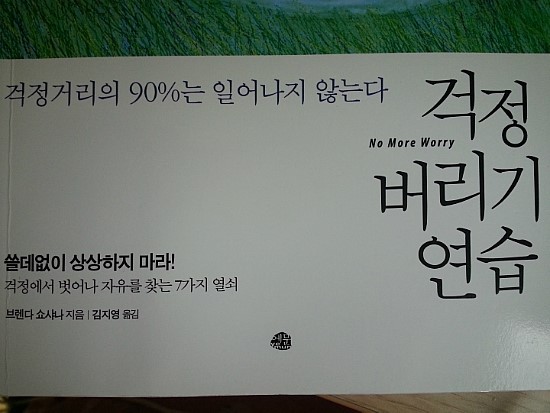 걱정거리의 90%는 일어나지 않는다
걱정
No More Worry
버리기
연습
쓸데없이 상상하지 마라!
걱정에서 벗어나 자유를 찾는 7가지 열쇠
브렌다 쇼샤나 지음 | 김지영 옮김